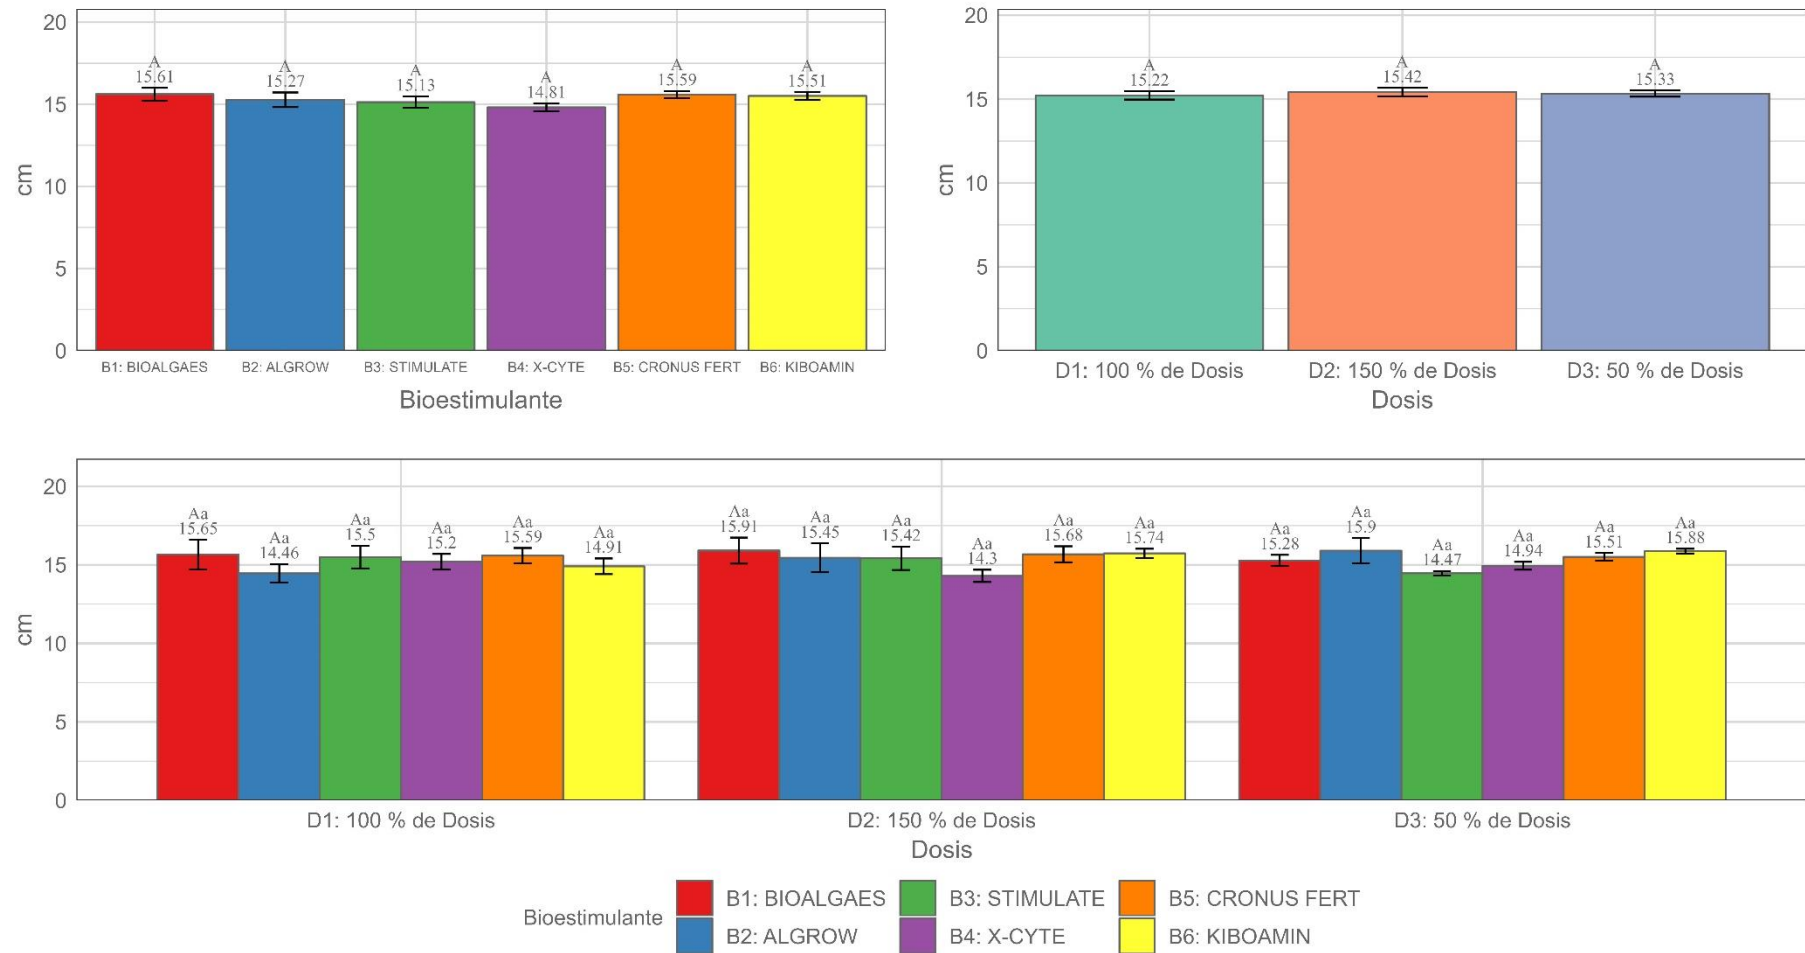 20
15
10
5
0
cm
A
15.61
A
15.27
A
15.13
A
14.81
A
15.59
A
15.51
B1: BIOALGAES
B2: ALGROW
B3: STIMULATE
B4: X-CYTE
B5: CRONUS FERT
B6: KIBOAMIN
Bioestimulante
20
15
10
5
0
cm
A
15.22
A
15.42
A
15.33
D1: 100 % de Dosis
D2: 150 % de Dosis
D3: 50 % de Dosis
Dosis
20
15
10
5
0
cm
Aa
15.65
Aa
14.46
Aa
15.5
Aa
15.2
Aa
15.59
Aa
14.91
Aa
15.91
Aa
15.45
Aa
15.42
Aa
14.3
Aa
15.68
Aa
15.74
Aa
15.28
Aa
15.9
Aa
14.47
Aa
14.94
Aa
15.51
Aa
15.88
D1: 100 % de Dosis
D2: 150 % de Dosis
D3: 50 % de Dosis
Dosis
Bioestimulante
B1: BIOALGAES
B2: ALGROW
B3: STIMULATE
B4: X-CYTE
B5: CRONUS FERT
B6: KIBOAMIN